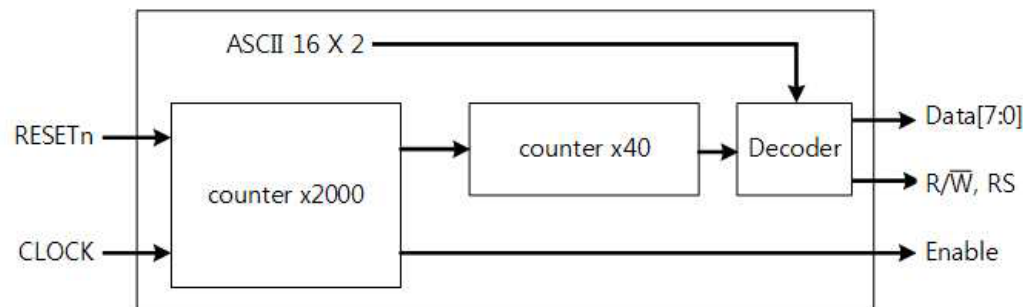 ASCII 16 X 2
RESETn
CLOCK
counter x2000
counter x40
Decoder
Data[7:0]
R/W̅, RS
Enable